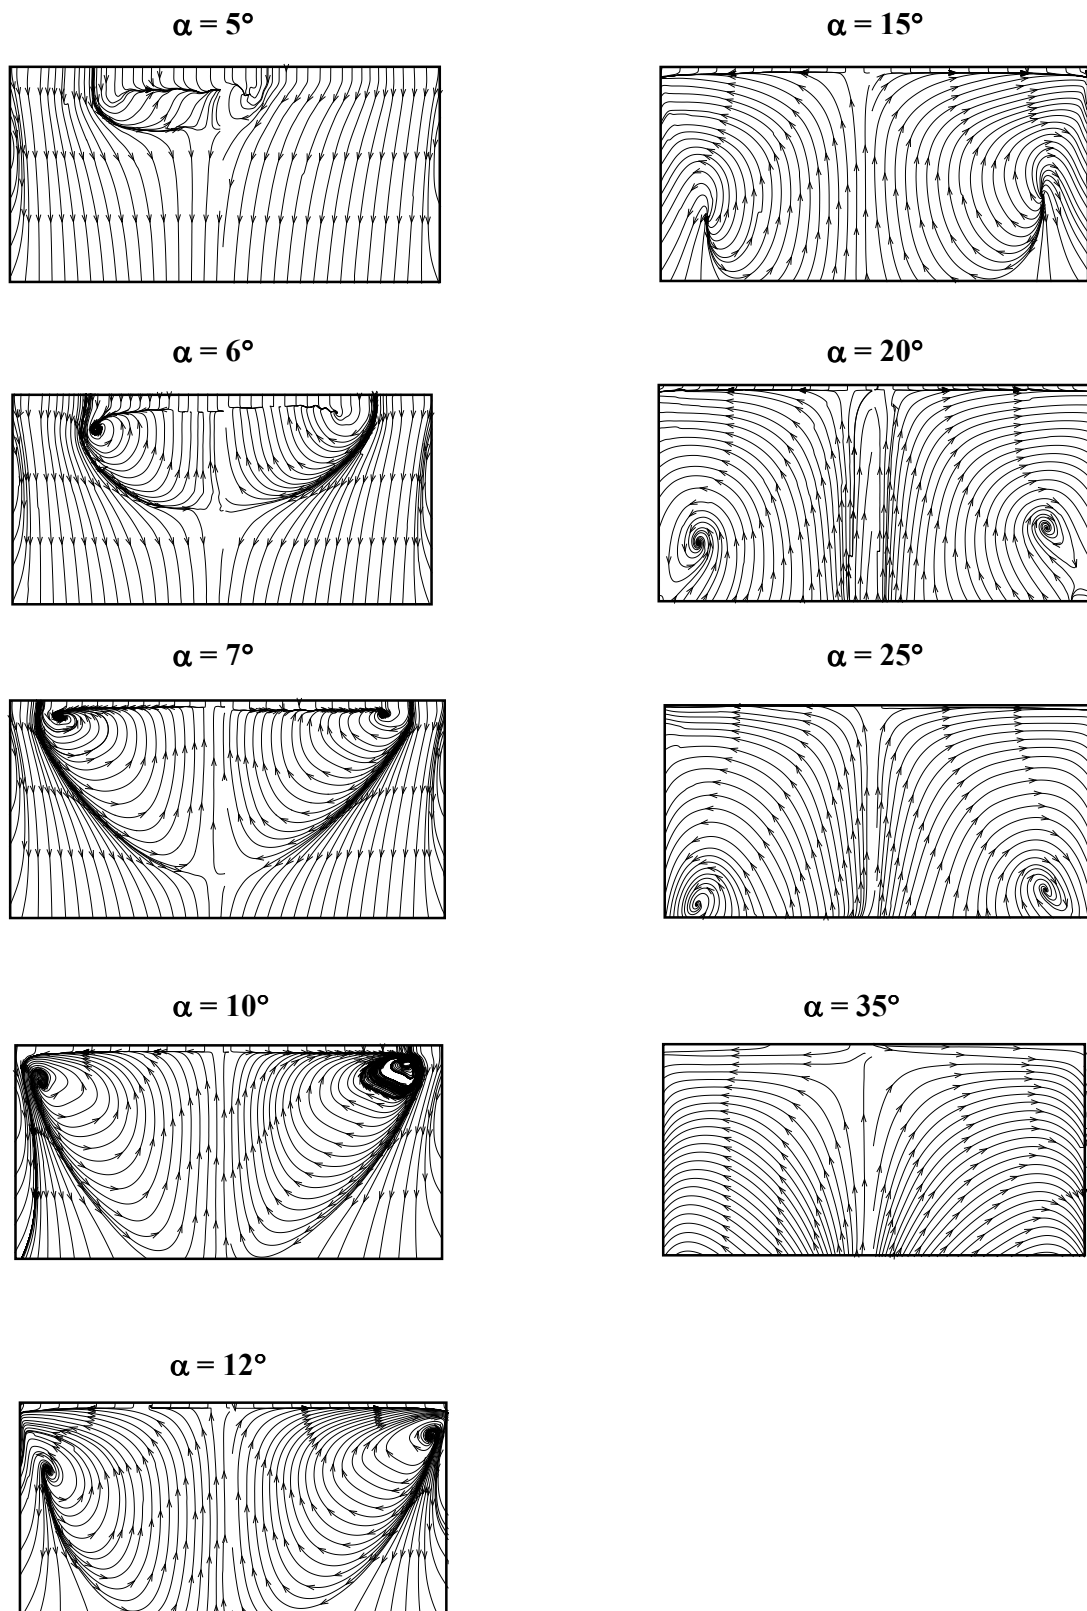 α = 5°
α = 6°
α = 7°
α = 10°
α = 12°
α = 15°
α = 20°
α = 25°
α = 35°